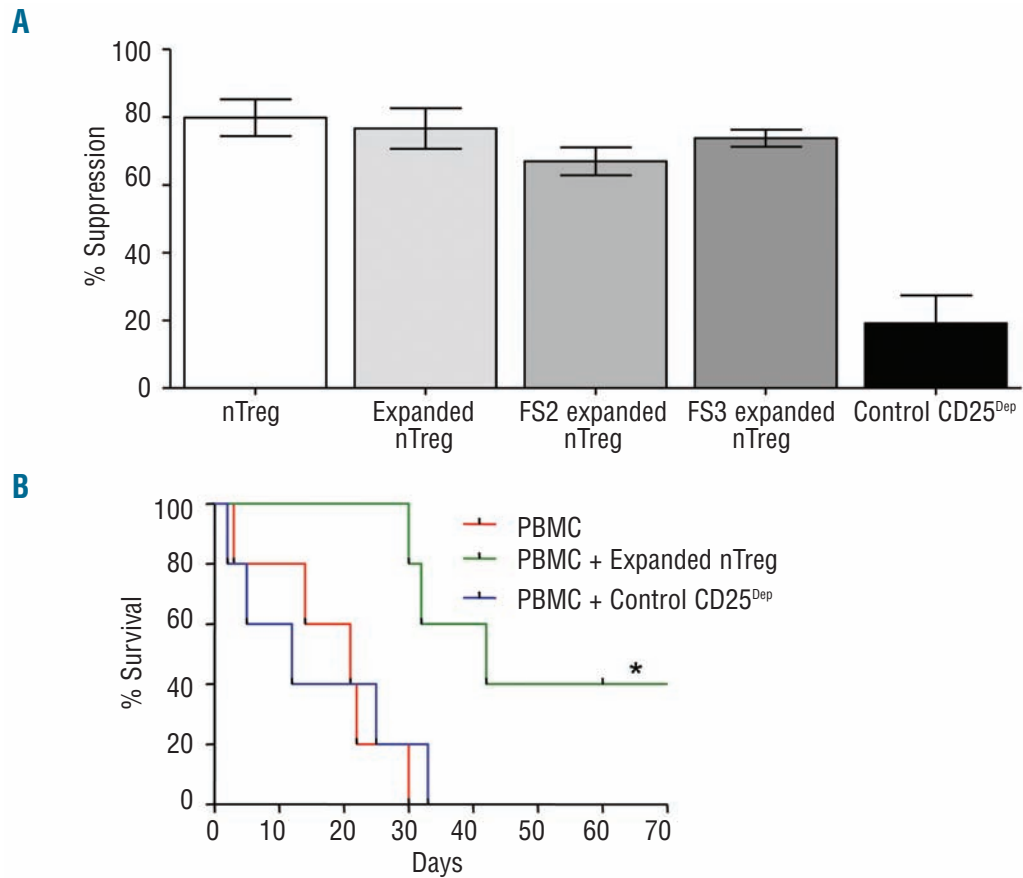 A
% Suppression
100
80
60
40
20
0
nTreg
Expanded
nTreg
FS2 expanded
nTreg
FS3 expanded
nTreg
Control CD25Dep
B
% Survival
100
80
60
40
20
0
PBMC
PBMC + Expanded nTreg
PBMC + Control CD25Dep
*
0 10 20 30 40 50 60 70
Days